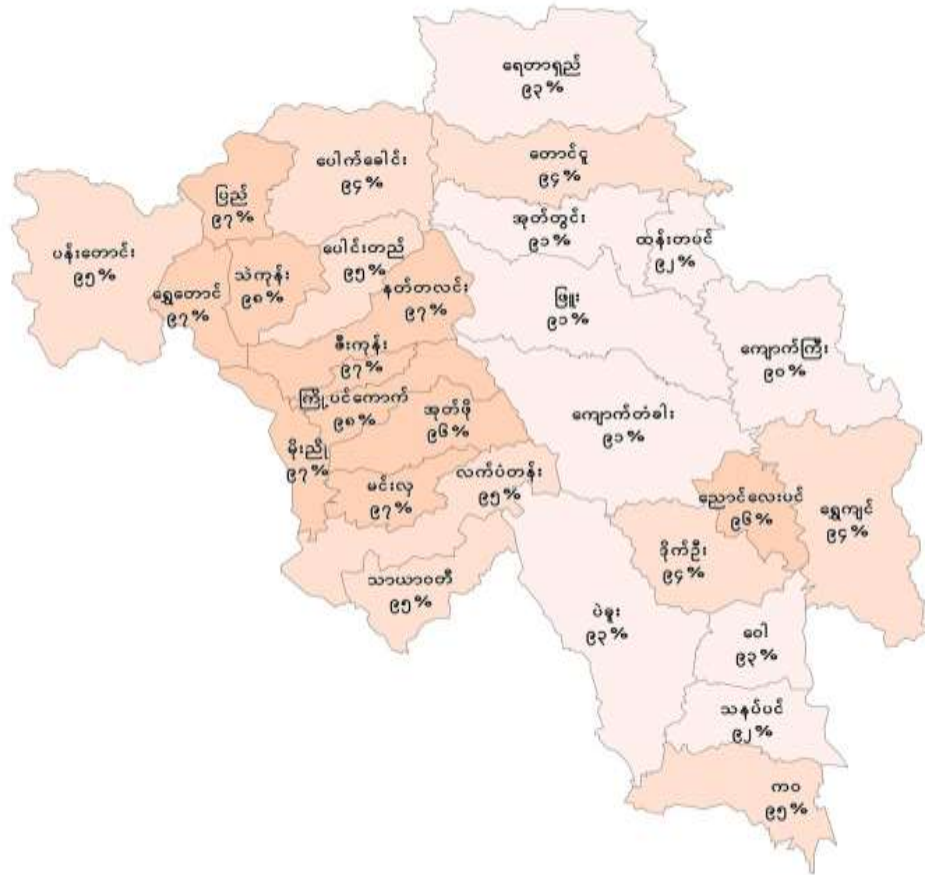 ရေတာရှည်
၉၃%
တောင်ငူ
၉၄%
ပေါက်ခေါင်း
၉၄%
ပြည်
၉၇%
အုတ်တွင်း
၉၁%
ထန်းတပင်
၉၂%
ပန်းတောင်း
၉၅%
ပေါင်းတည်
၉၅%
သဲကုန်း
၉၈%
ရွှေတောင်
၉၇%
နတ်တလင်း
၉၇%
ဖြူး
၉၁%
ကျောက်ကြီး
၉၀%
ဇီးကုန်း
၉၇%
ကြို့ပင်ကောက်
၉၈%
အုတ်ဖို
၉၆%
ကျောက်တံခါး
၉၁%
မိုးညို
၉၇%
လက်ပံတန်း
၉၅%
မင်းလှ
၉၇%
ညောင်လေးပင်
၉၆%
ရွှေကျင်
၉၄%
ဒိုက်ဦး
၉၄%
သာယာဝတီ
၉၅%
ပဲခူး
၉၃%
ဝေါ
၉၃%
သနပ်ပင်
၉၂%
ကဝ
၉၅%